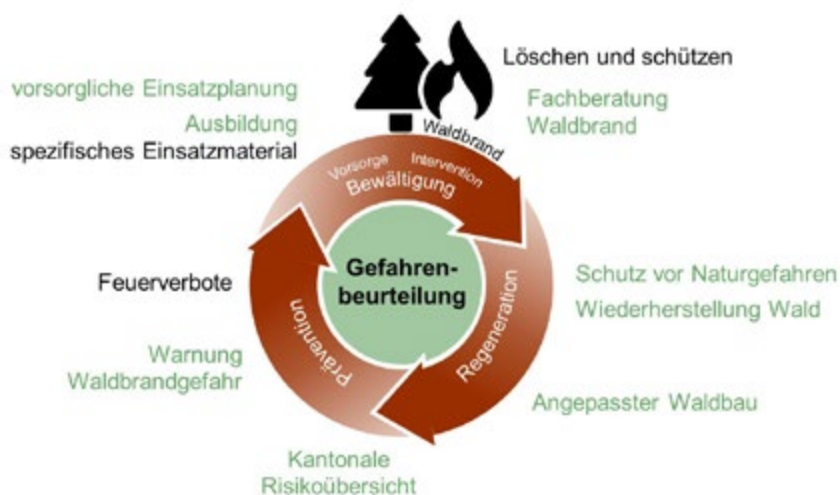 Löschen und schützen
vorsorgliche Einsatzplanung
Fachberatung
Waldbrand
Ausbildung
spezifisches Einsatzmaterial
Waldbrand
Vorsorge Intervention
Bewältigung
Gefahren-
beurteilung
Feuerverbote
Schutz vor Naturgefahren
Wiederherstellung Wald
Prävention
Regeneration
Warnung
Waldbrandgefahr
Angepasster Waldbau
Kantonale
Risikoübersicht